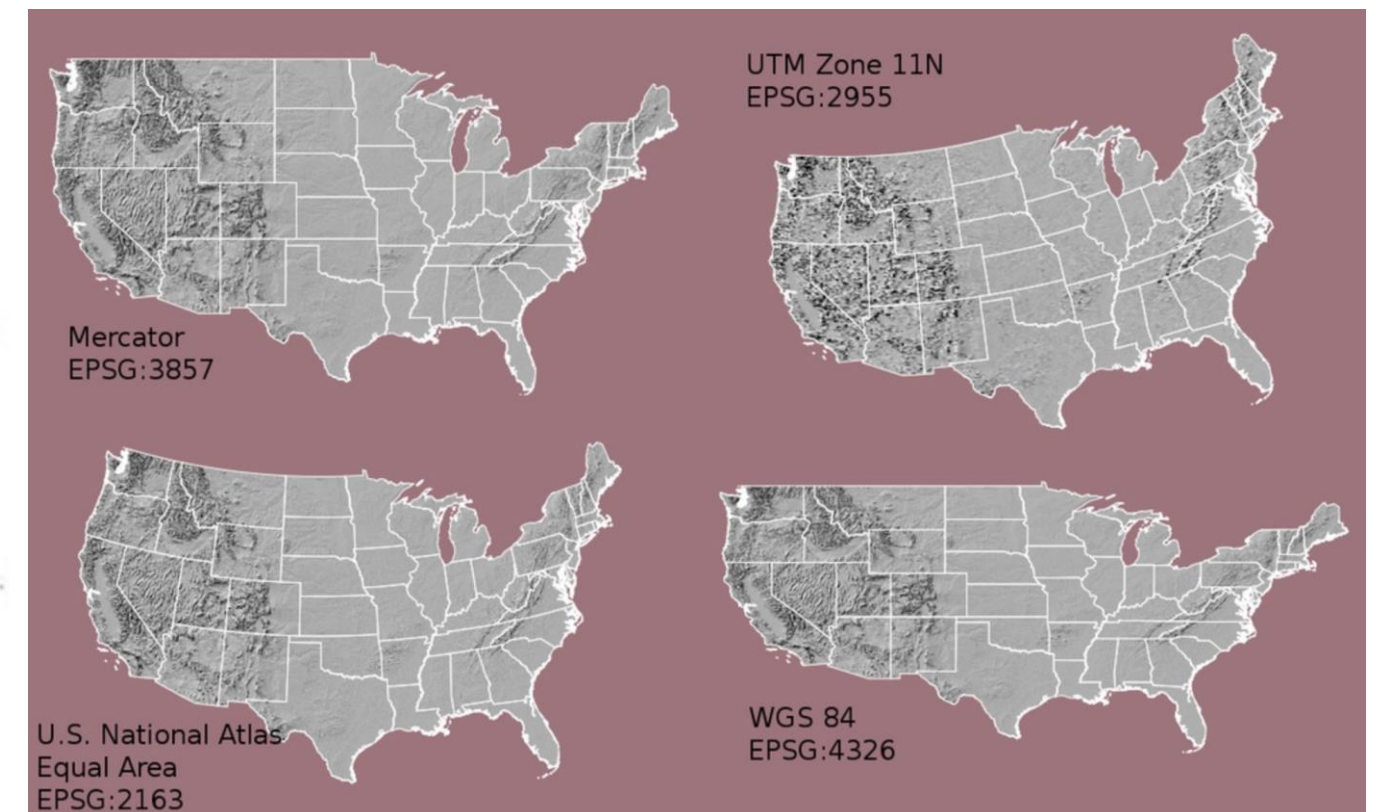 UTM Zone 11N
EPSG:2955
Mercator
EPSG:3857
U.S. National Atlas
Equal Area
EPSG:2163
WGS 84
EPSG:4326